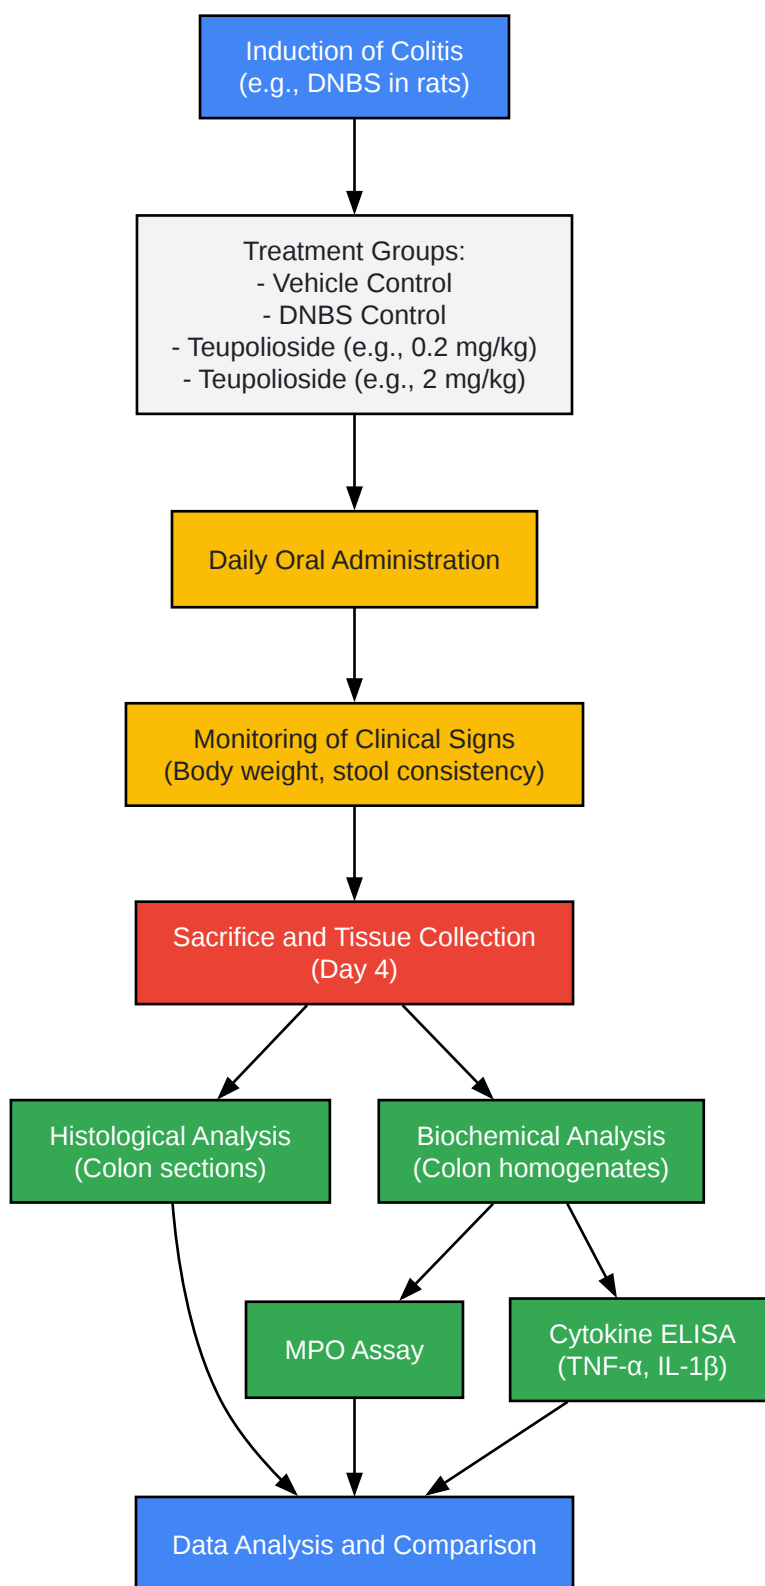 Induction of Colitis
(e.g., DNBS in rats)
Treatment Groups:
- Vehicle Control
- DNBS Control
- Teupolioside (e.g., 0.2 mg/kg)
- Teupolioside (e.g., 2 mg/kg)
Daily Oral Administration
Monitoring of Clinical Signs
(Body weight, stool consistency)
Sacrifice and Tissue Collection
(Day 4)
Histological Analysis
(Colon sections)
Biochemical Analysis
(Colon homogenates)
MPO Assay
Cytokine ELISA
(TNF-α, IL-1β)
Data Analysis and Comparison